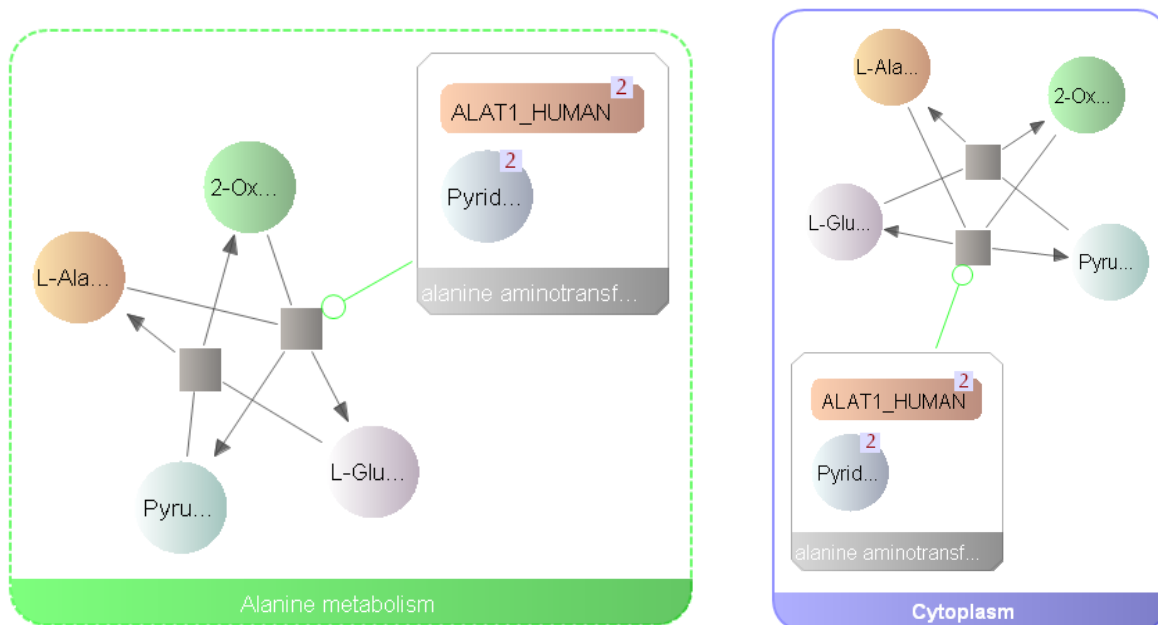 2
ALAT1_HUMAN
2
Pyrid...
2-Ox...
L-Ala...
alanine aminotransf...
L-Glu...
Pyru...
Alanine metabolism
L-Ala...
2-Ox...
L-Glu...
Pyru...
2
ALAT1_HUMAN
2
Pyrid...
alanine aminotransf...
Cytoplasm